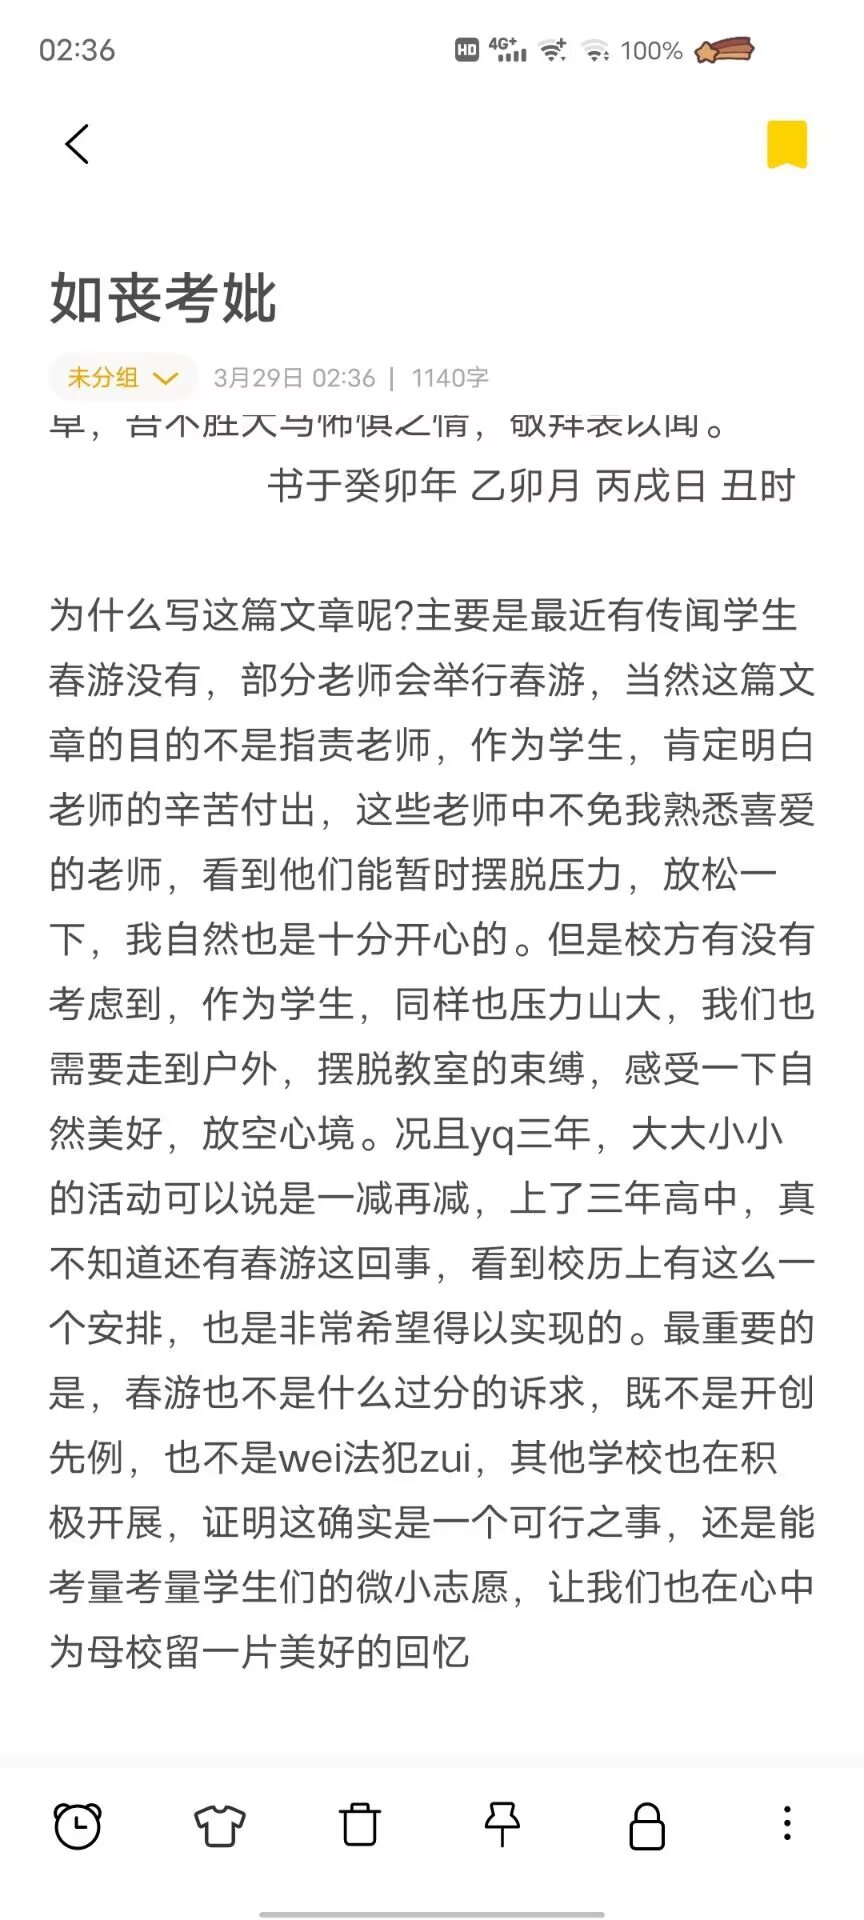 02:36
HD 4G+ 100%
如丧考妣
未分组 3月29日 02:36 | 1140字
草，吾不胜犬马怖惧之情，敬拜表以闻。
书于癸卯年 乙卯月 丙戌日 丑时
为什么写这篇文章呢?主要是最近有传闻学生
春游没有，部分老师会举行春游，当然这篇文
章的目的不是指责老师，作为学生，肯定明白
老师的辛苦付出，这些老师中不免我熟悉喜爱
的老师，看到他们能暂时摆脱压力，放松一
下，我自然也是十分开心的。但是校方有没有
考虑到，作为学生，同样也压力山大，我们也
需要走到户外，摆脱教室的束缚，感受一下自
然美好，放空心境。况且yq三年，大大小小
的活动可以说是一减再减，上了三年高中，真
不知道还有春游这回事，看到校历上有这么一
个安排，也是非常希望得以实现的。最重要的
是，春游也不是什么过分的诉求，既不是开创
先例，也不是wei法犯zui，其他学校也在积
极开展，证明这确实是一个可行之事，还是能
考量考量学生们的微小志愿，让我们也在心中
为母校留一片美好的回忆